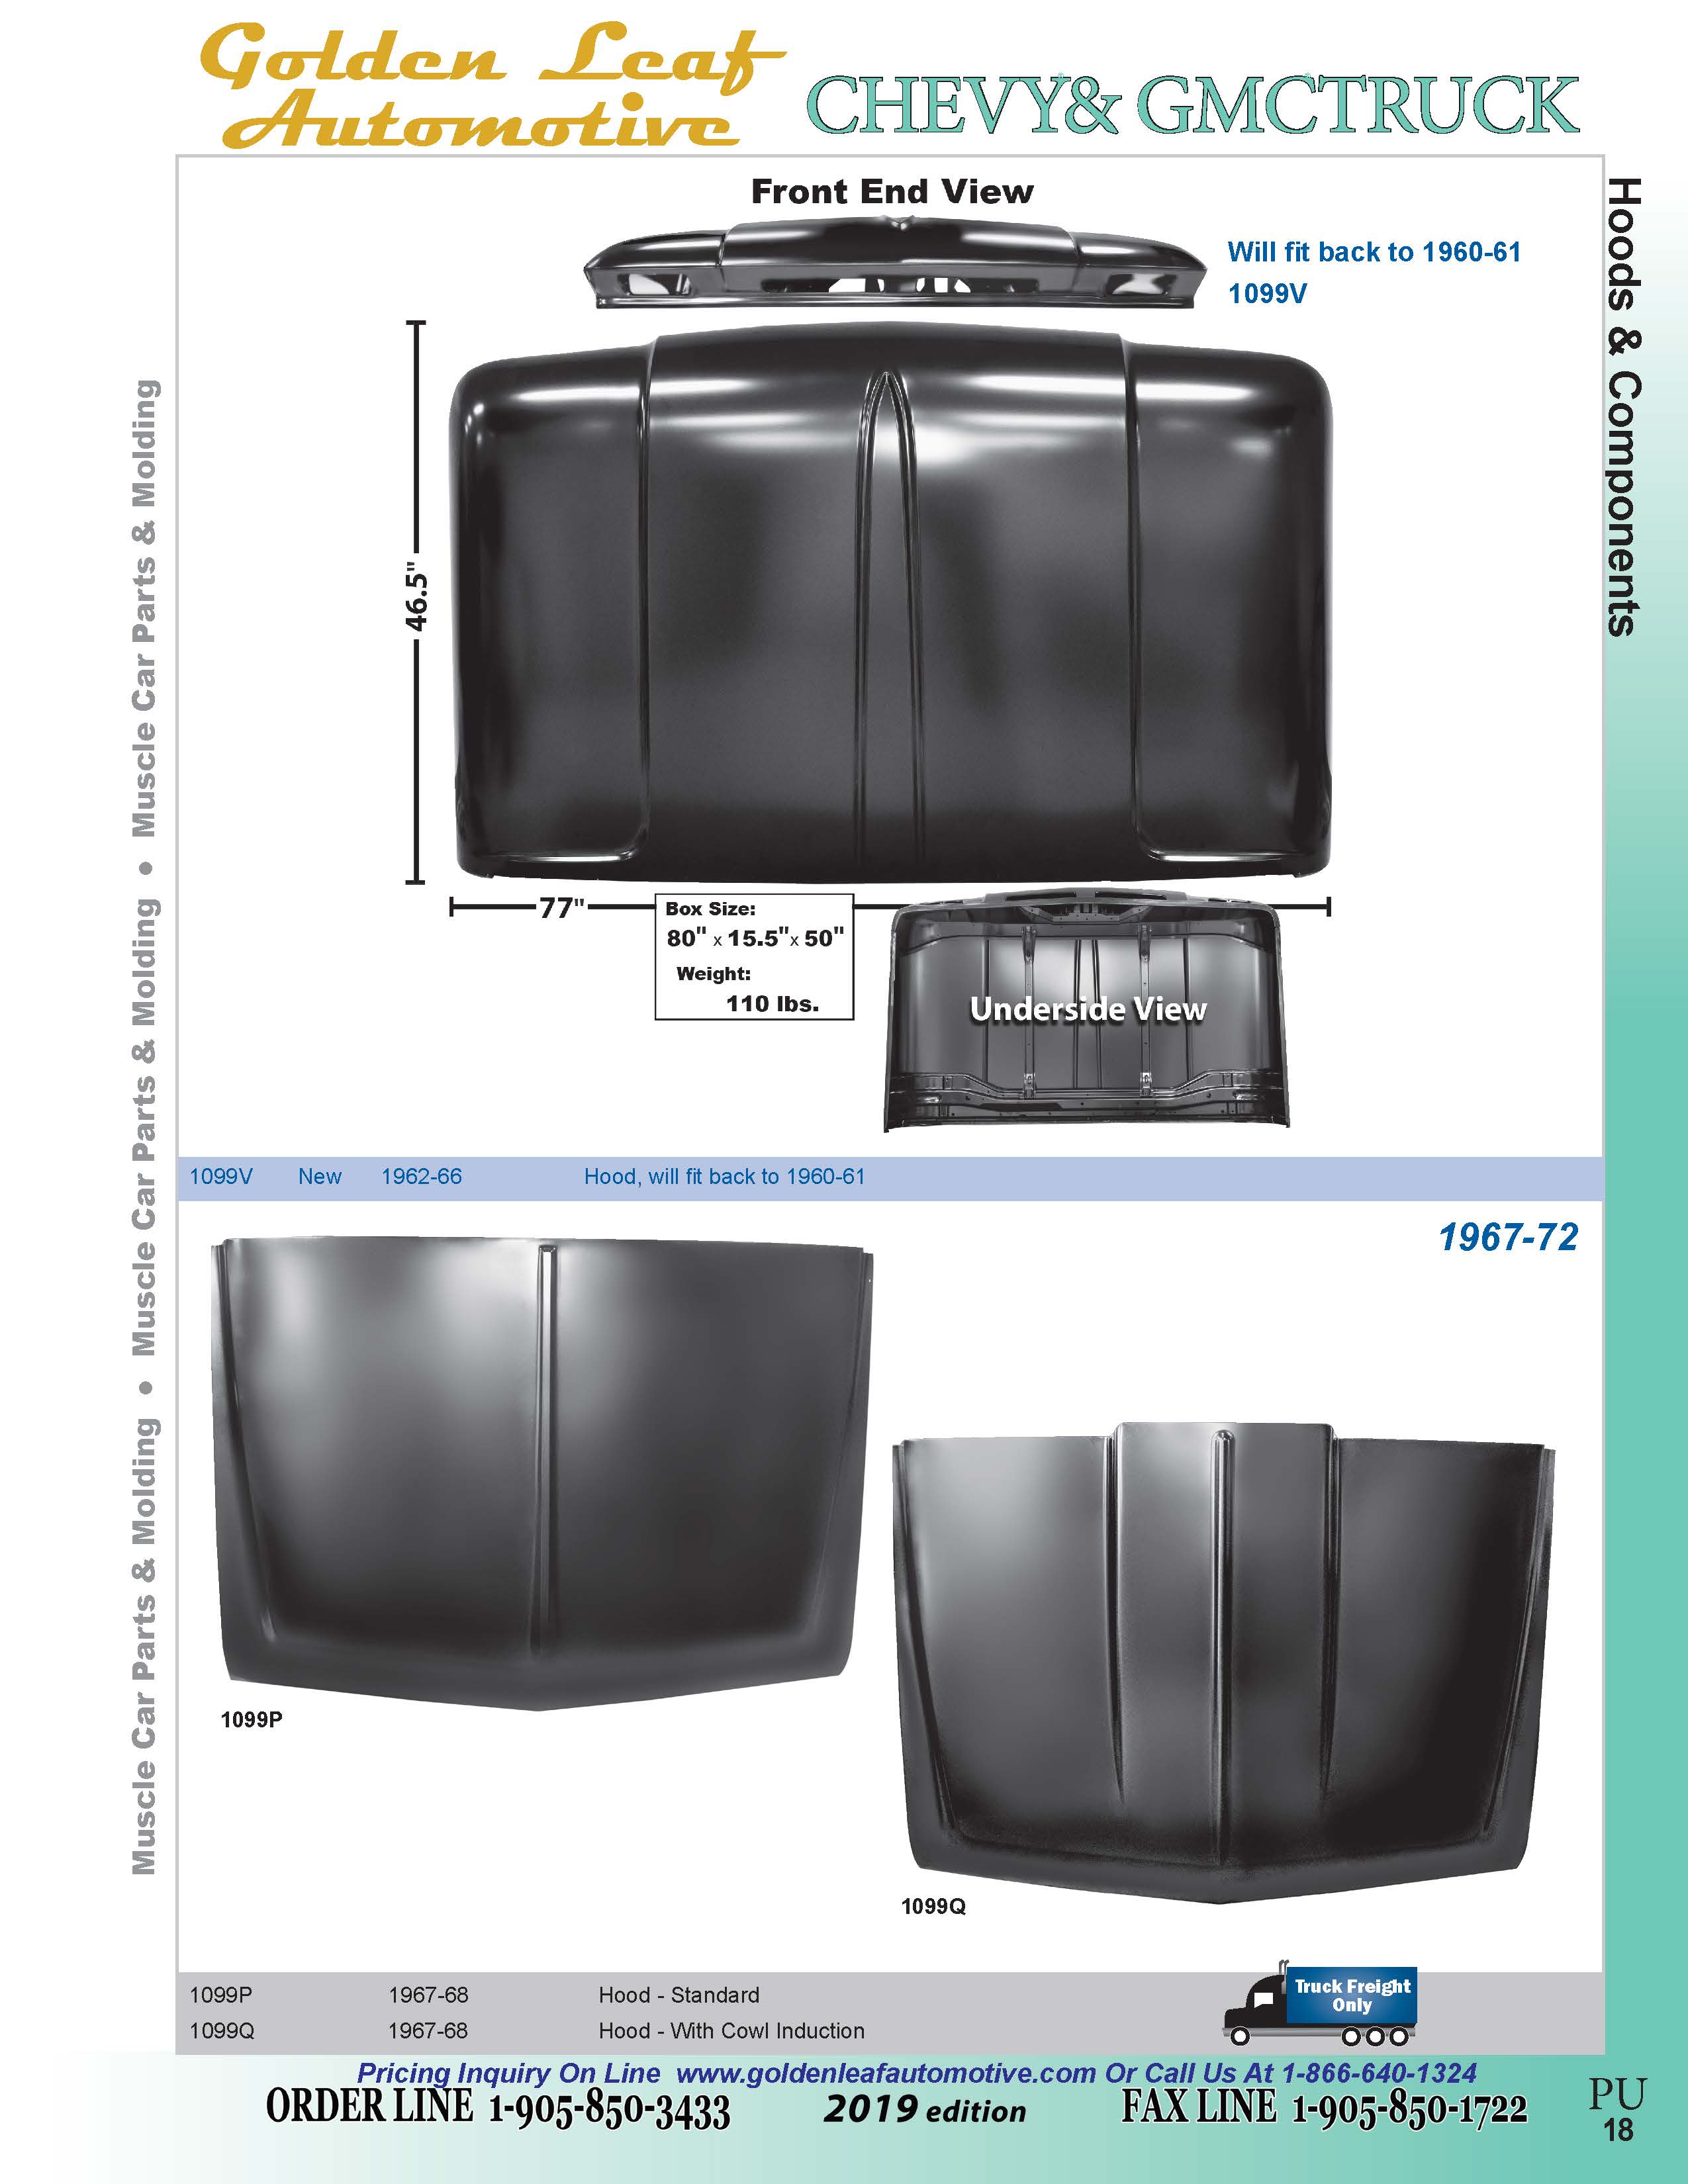 Golden Leaf
Automotive
CHEVY& GMCTRUCK
Hoods & Components
Muscle Car Parts & Molding • Muscle Car Parts & Molding • Muscle Car Parts & Molding
Front End View
Will fit back to 1960-61
1099V
46.5"
77"
Box Size:
80" x 15.5" x 50"
Weight:
110 lbs.
Underside View
1099V New 1962-66 Hood, will fit back to 1960-61
1967-72
1099P
1099Q
1099P 1967-68 Hood - Standard
1099Q 1967-68 Hood - With Cowl Induction
Truck Freight
Only
Pricing Inquiry On Line www.goldenleafautomotive.com Or Call Us At 1-866-640-1324
ORDER LINE 1-905-850-3433 2019 edition FAX LINE 1-905-850-1722
PU
18